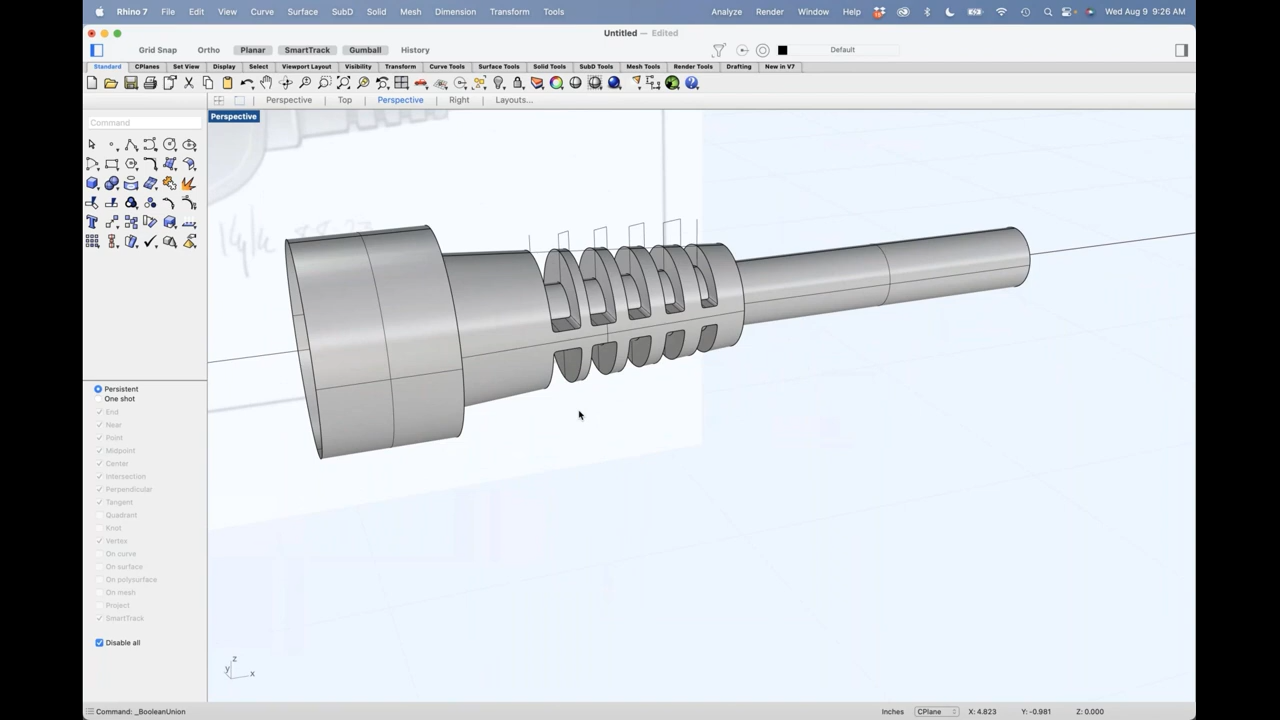 Rhino 7 File Edit View Curve Surface SubD Solid Mesh Dimension Transform Tools Analyze Render Window Help Wed Aug 9 9:26 AM
Untitled — Edited
Grid Snap Ortho Planar SmartTrack Gumball History Default
Standard CPlanes Set View Display Select Viewport Layout Visibility Transform Curve Tools Surface Tools Solid Tools SubD Tools Mesh Tools Render Tools Drafting New in V7
Perspective Top Perspective Right Layouts...
Perspective
Command
Persistent
One shot
End
Near
Point
Midpoint
Center
Intersection
Perpendicular
Tangent
Quadrant
Knot
Vertex
On curve
On surface
On polysurface
On mesh
Project
SmartTrack
Disable all
z
y
x
Command: _BooleanUnion Inches CPlane X: 4.823 Y: -0.981 Z: 0.000